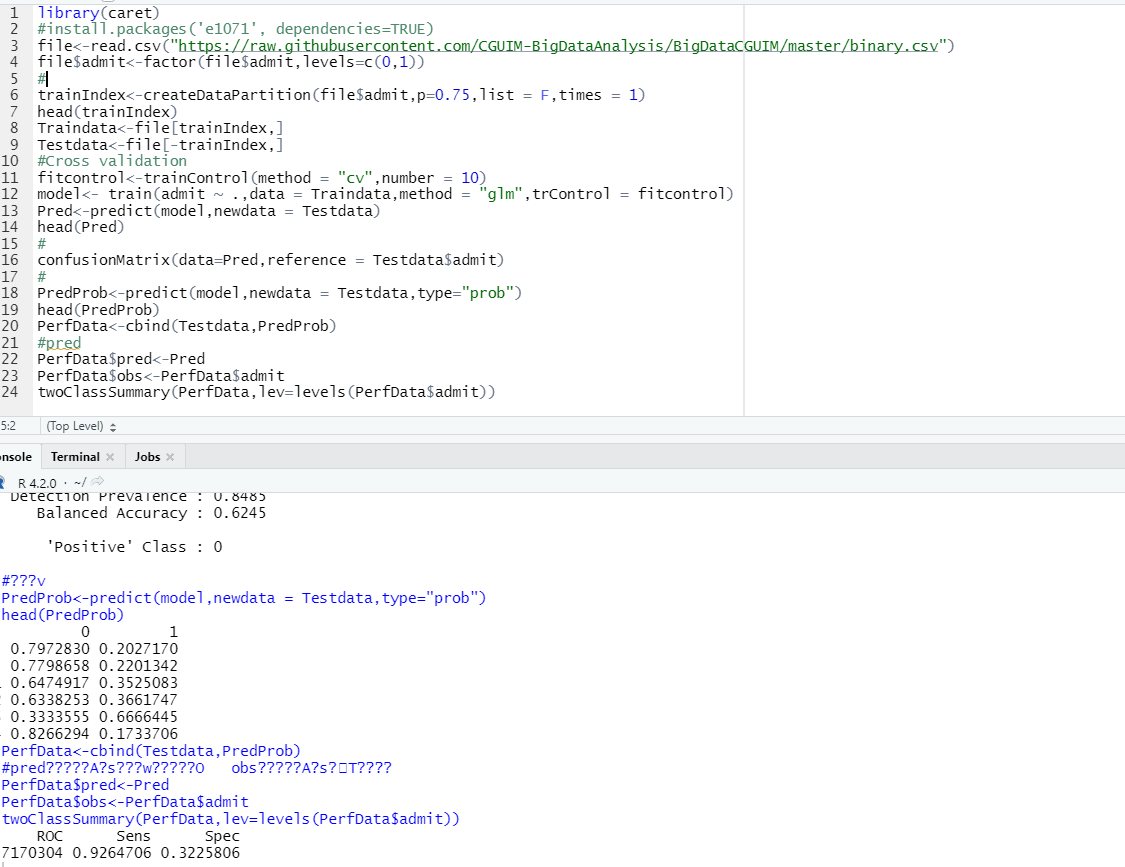 1 library(caret)
2 #install.packages('e1071', dependencies=TRUE)
3 file<-read.csv("https://raw.githubusercontent.com/CGUIM-BigDataAnalysis/BigDataCGUIM/master/binary.csv")
4 file$admit<-factor(file$admit,levels=c(0,1))
5 #
6 trainIndex<-createDataPartition(file$admit,p=0.75,list = F,times = 1)
7 head(trainIndex)
8 Traindata<-file[trainIndex,]
9 Testdata<-file[-trainIndex,]
10 #Cross validation
11 fitcontrol<-trainControl(method = "cv",number = 10)
12 model<- train(admit ~ .,data = Traindata,method = "glm",trControl = fitcontrol)
13 Pred<-predict(model,newdata = Testdata)
14 head(Pred)
15 #
16 confusionMatrix(data=Pred,reference = Testdata$admit)
17 #
18 PredProb<-predict(model,newdata = Testdata,type="prob")
19 head(PredProb)
20 PerfData<-cbind(Testdata,PredProb)
21 #pred
22 PerfData$pred<-Pred
23 PerfData$obs<-PerfData$admit
24 twoClassSummary(PerfData,lev=levels(PerfData$admit))
5:2 (Top Level)
onsole Terminal Jobs
R 4.2.0 · ~/
Detection Prevalence : 0.8485
Balanced Accuracy : 0.6245
'Positive' Class : 0
#???v
PredProb<-predict(model,newdata = Testdata,type="prob")
head(PredProb)
0 1
0.7972830 0.2027170
0.7798658 0.2201342
0.6474917 0.3525083
0.6338253 0.3661747
0.3333555 0.6666445
0.8266294 0.1733706
PerfData<-cbind(Testdata,PredProb)
#pred?????A?s???w?????O obs?????A?s?□T????
PerfData$pred<-Pred
PerfData$obs<-PerfData$admit
twoClassSummary(PerfData,lev=levels(PerfData$admit))
ROC Sens Spec
7170304 0.9264706 0.3225806